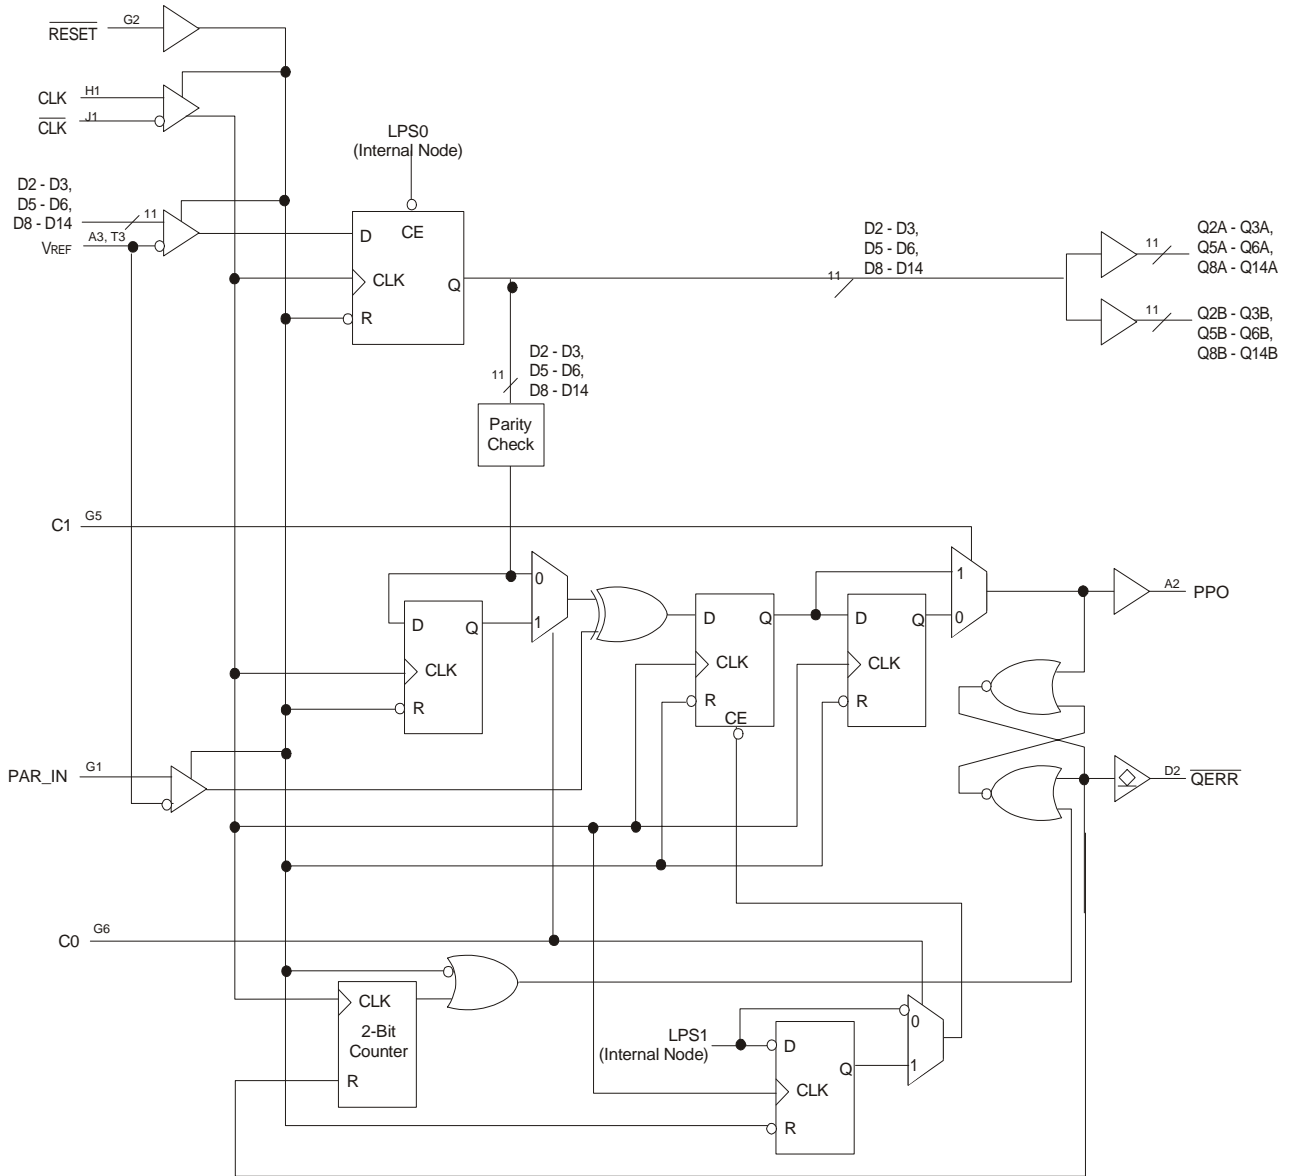 RESET
G2
CLK
H1
CLK
J1
LPS0
(Internal Node)
D2 - D3,
D5 - D6,
D8 - D14
11
VREF
A3, T3
D
CE
CLK
Q
R
D2 - D3,
D5 - D6,
D8 - D14
11
11
Q2A - Q3A,
Q5A - Q6A,
Q8A - Q14A
11
Q2B - Q3B,
Q5B - Q6B,
Q8B - Q14B
D2 - D3,
D5 - D6,
D8 - D14
11
Parity
Check
C1
G5
0
1
D
Q
CLK
R
D
Q
CLK
R
CE
D
Q
CLK
R
1
0
A2
PPO
PAR_IN
G1
D2
QERR
C0
G6
CLK
2-Bit
Counter
R
LPS1
(Internal Node)
D
Q
CLK
R
0
1